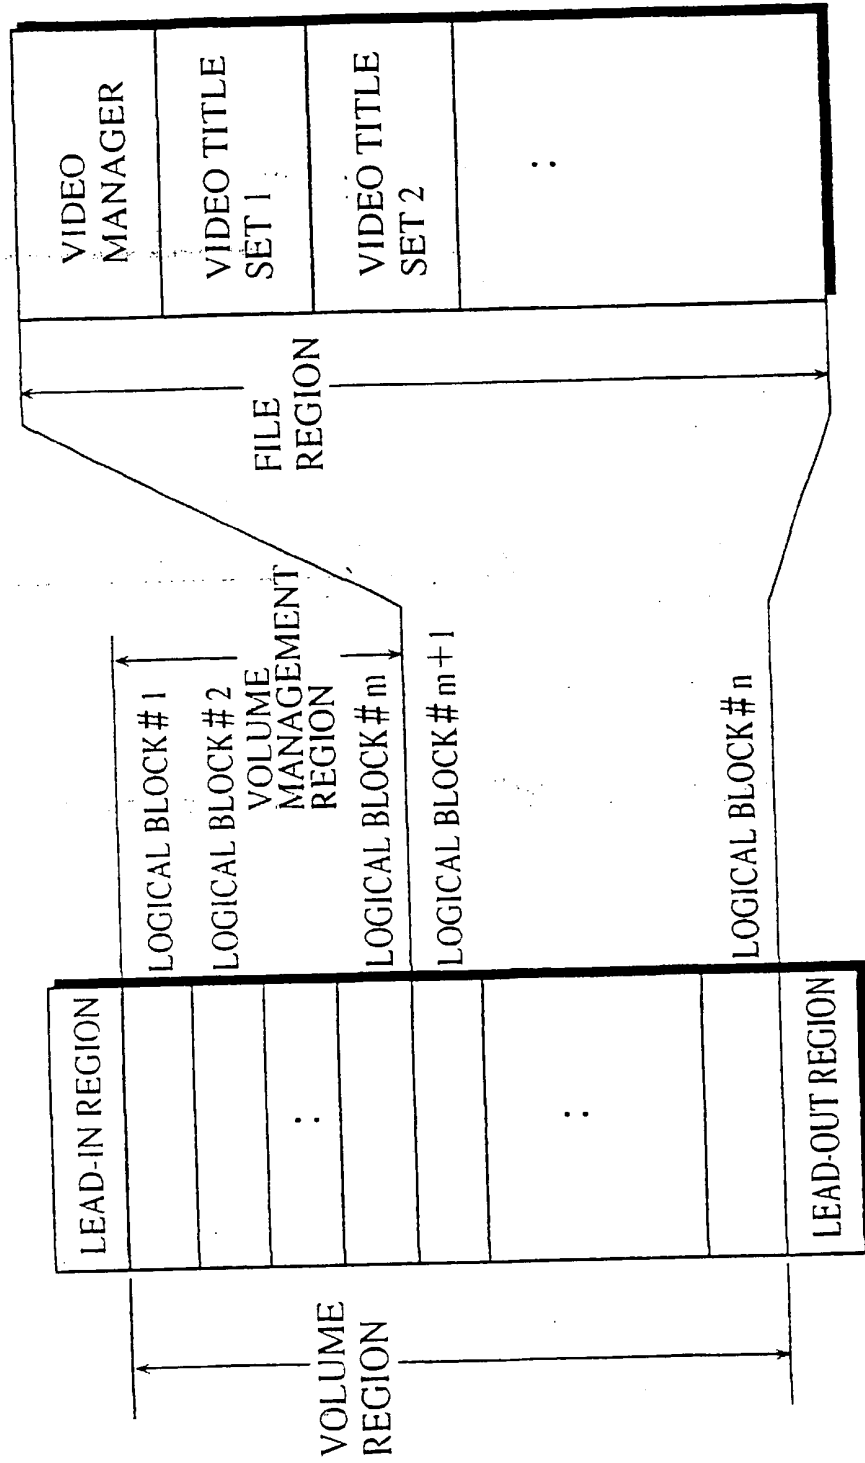 LEAD-IN REGION
LOGICAL BLOCK#1
LOGICAL BLOCK#2
:
LOGICAL BLOCK#m
LOGICAL BLOCK#m+1
:
LOGICAL BLOCK#n
LEAD-OUT REGION
VOLUME
REGION
VOLUME
MANAGEMENT
REGION
FILE
REGION
VIDEO
MANAGER
VIDEO TITLE
SET 1
VIDEO TITLE
SET 2
: